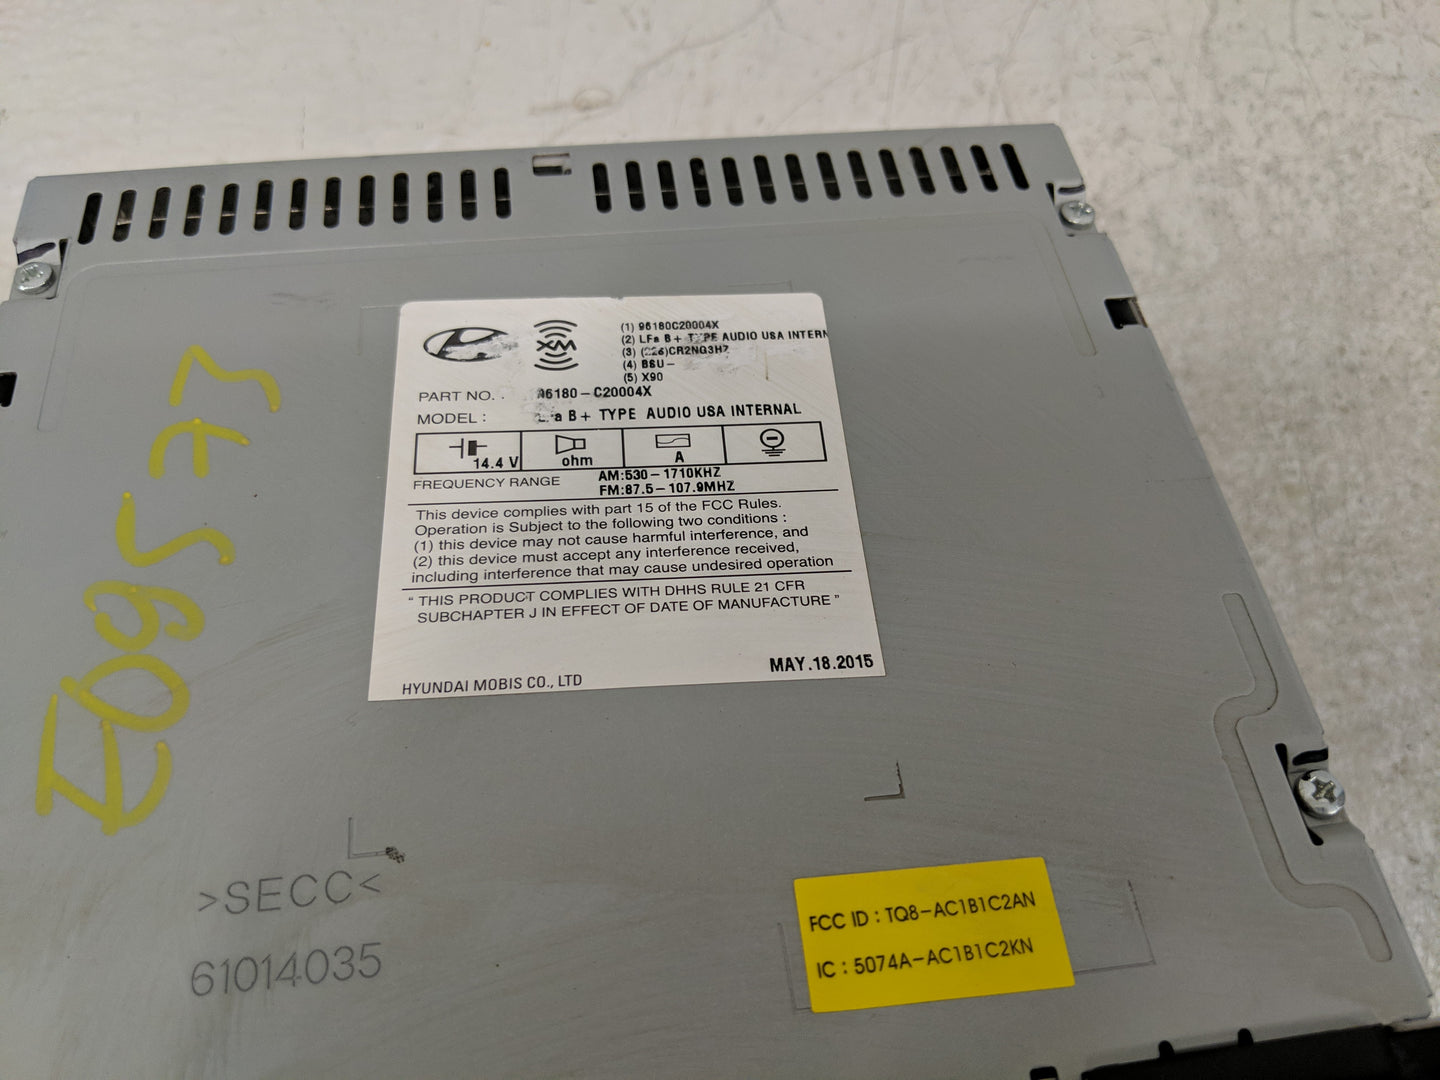 E09573
XM
(1) 96180C20004X
(2) LFa B+ TYPE AUDIO USA INTERN
(3) CR2NG3H7
(4) BSU-
(5) X90
PART NO. : 96180-C20004X
MODEL : LFa B+ TYPE AUDIO USA INTERNAL
14.4 V ohm A
FREQUENCY RANGE AM:530-1710KHZ
FM:87.5-107.9MHZ
This device complies with part 15 of the FCC Rules.
Operation is Subject to the following two conditions :
(1) this device may not cause harmful interference, and
(2) this device must accept any interference received,
including interference that may cause undesired operation
“ THIS PRODUCT COMPLIES WITH DHHS RULE 21 CFR
SUBCHAPTER J IN EFFECT OF DATE OF MANUFACTURE ”
MAY.18.2015
HYUNDAI MOBIS CO., LTD
>SECC<
61014035
FCC ID : TQ8-AC1B1C2AN
IC : 5074A-AC1B1C2KN